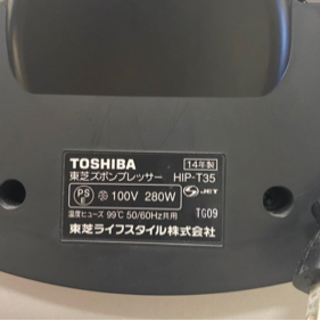 TOSHIBA 14年製
東芝ズボンプレッサー HIP-T35
PS E 100V 280W S JET
温度ヒューズ 99℃ 50/60Hz共用 TG09
東芝ライフスタイル株式会社